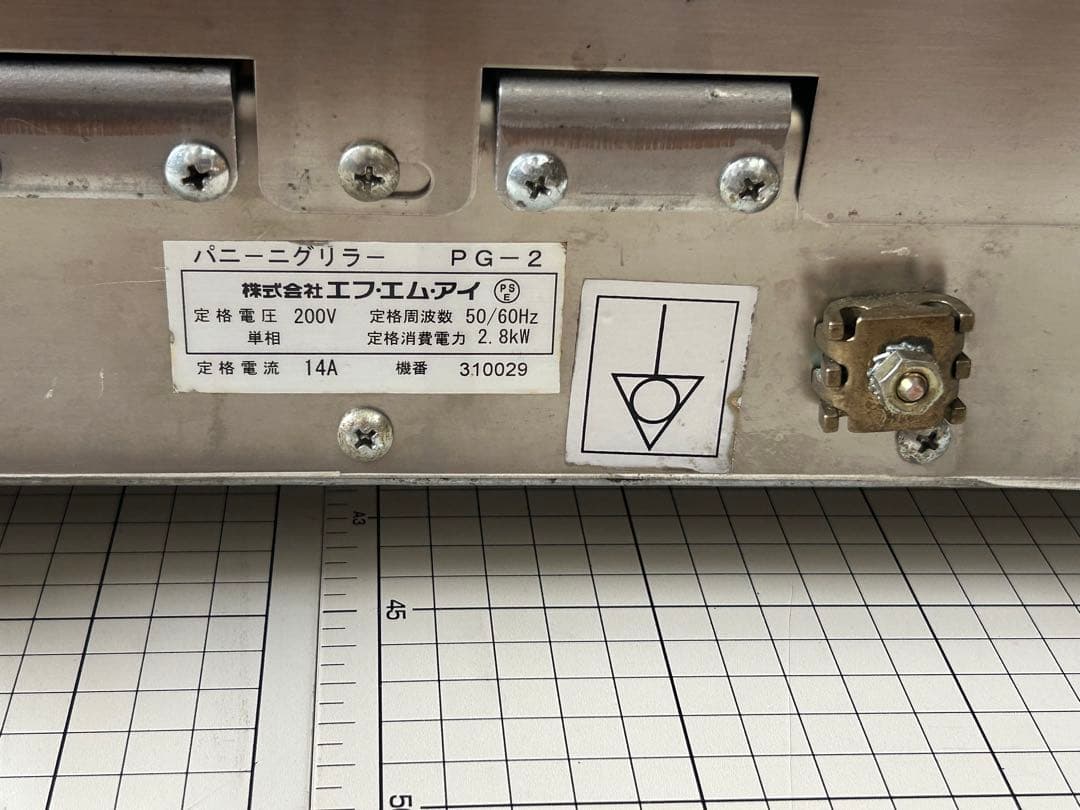 パニーニグリラー PG-2
株式会社エフ・エム・アイ PSE
定格電圧 200V 定格周波数 50/60Hz
単相 定格消費電力 2.8kW
定格電流 14A 機番 310029
A3
45
50